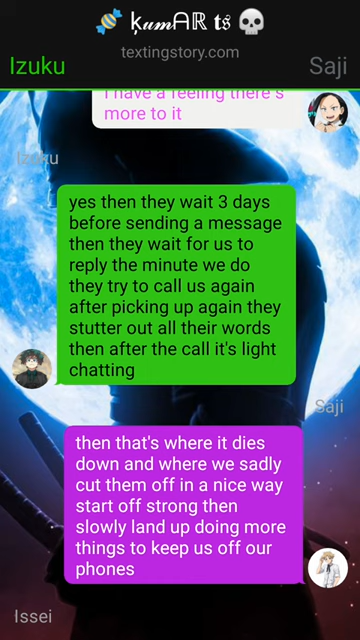 🍬 ķ𝓾𝓶ᗩℝ 𝐭𝔰 💀
textingstory.com
Izuku
Saji
I have a feeling there's
more to it
Izuku
yes then they wait 3 days
before sending a message
then they wait for us to
reply the minute we do
they try to call us again
after picking up again they
stutter out all their words
then after the call it's light
chatting
Saji
then that's where it dies
down and where we sadly
cut them off in a nice way
start off strong then
slowly land up doing more
things to keep us off our
phones
Issei